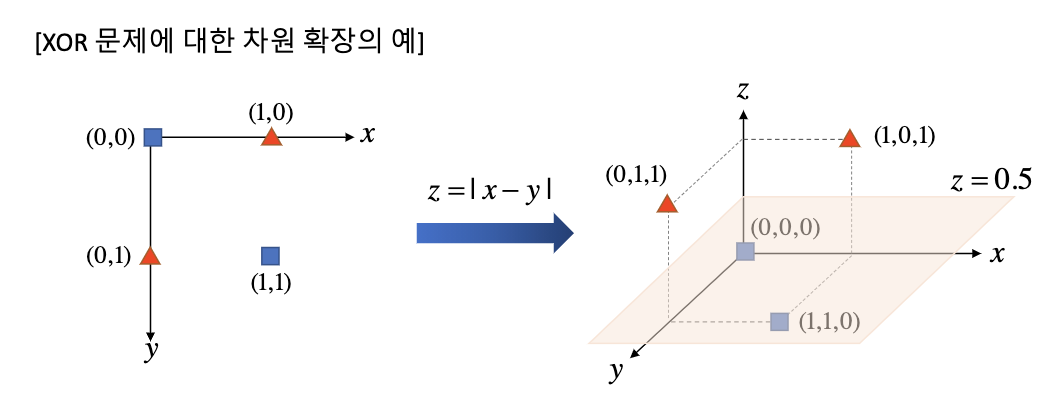 [XOR 문제에 대한 차원 확장의 예]
(1,0)
(0,0)
x
(0,1)
(1,1)
y
z=|x−y|
z
(1,0,1)
(0,1,1)
z=0.5
(0,0,0)
x
(1,1,0)
y